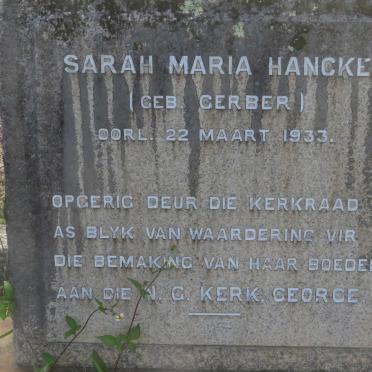 SARAH MARIA HANCKE
(GEB. GERBER)
OORL. 22 MAART 1933.
OPGERIG DEUR DIE KERKRAAD
AS BLYK VAN WAARDERING VIR
DIE BEMAKING VAN HAAR BOEDEL
AAN DIE N. G. KERK, GEORGE